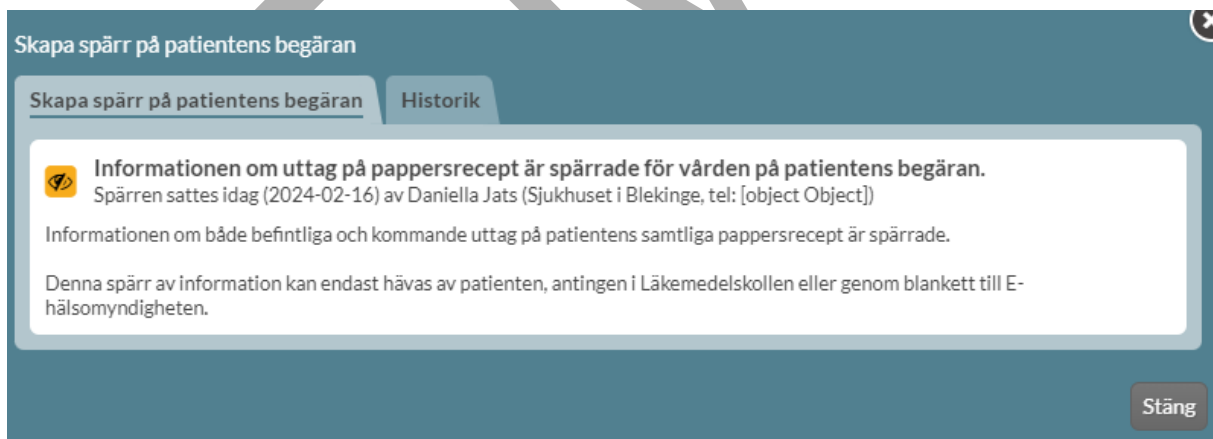 Skapa spärr på patientens begäran
Skapa spärr på patientens begäran Historik
Informationen om uttag på pappersrecept är spärrade för vården på patientens begäran.
Spärren sattes idag (2024-02-16) av Daniella Jats (Sjukhuset i Blekinge, tel: [object Object])
Informationen om både befintliga och kommande uttag på patientens samtliga pappersrecept är spärrade.
Denna spärr av information kan endast hävas av patienten, antingen i Läkemedelskollen eller genom blankett till E-
hälsomyndigheten.
Stäng